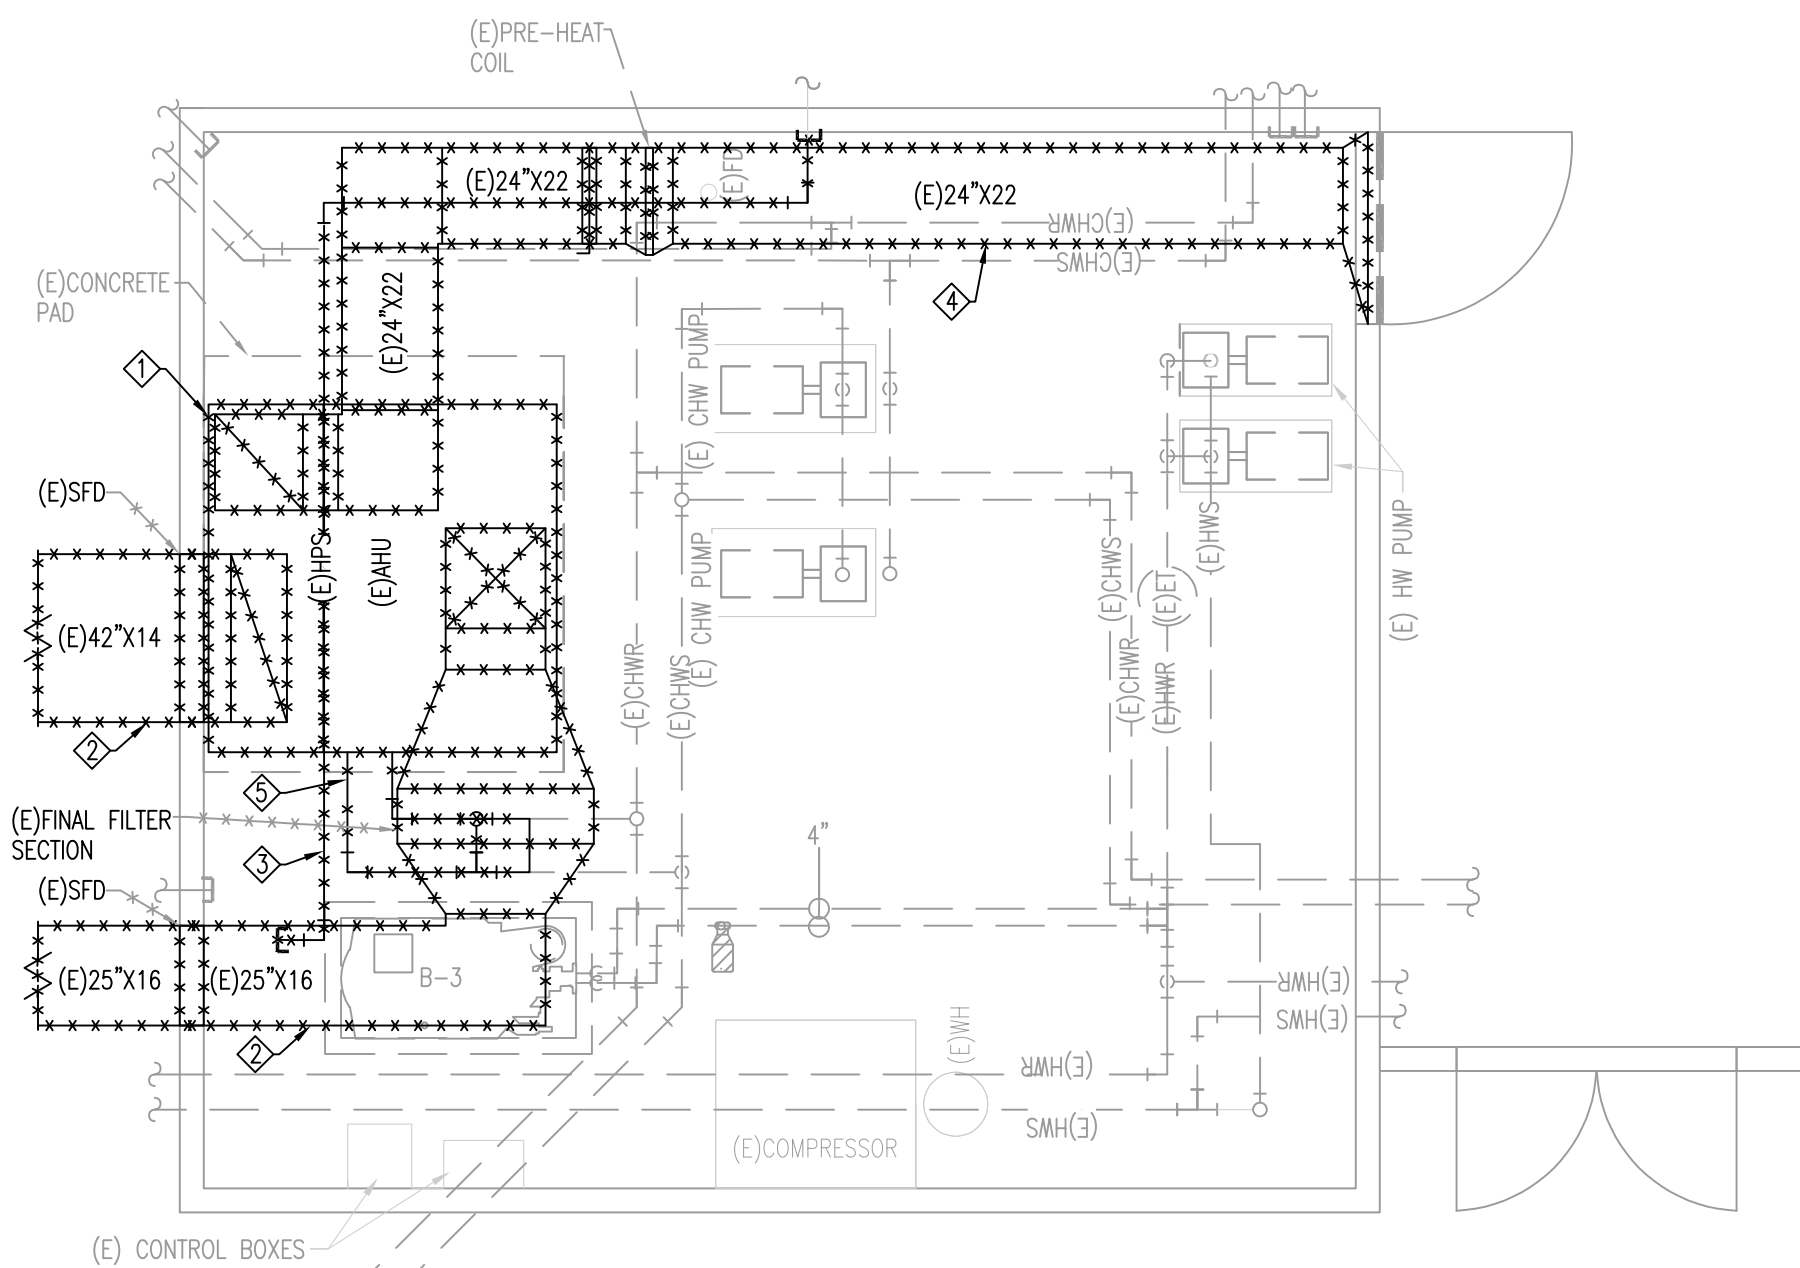 (E)PRE-HEAT
COIL
(E)24"X22
(E)FD
(E)24"X22
(E)CHWR
(E)CHWS
(E)CONCRETE
PAD
(E)24"X22
4
1
(E) CHW PUMP
(E)SFD
(E)HPS
(E)AHU
(E) CHW PUMP
(E)CHWS
(E)ET
(E)HWS
(E) HW PUMP
(E)42"X14
(E)CHWR
(E)CHWS
(E)CHWR
(E)HWR
2
5
(E)FINAL FILTER
SECTION
3
4"
(E)SFD
(E)25"X16
(E)25"X16
B-3
(E)HWR
(E)HWS
2
(E)WH
(E)HWR
(E)HWS
(E)COMPRESSOR
(E) CONTROL BOXES